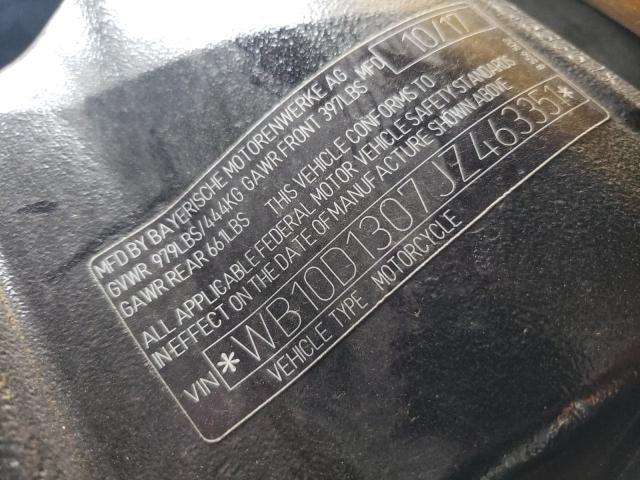 MFD BY BAYERISCHE MOTORENWERKE AG
GVWR 979LBS/444KG GAWR FRONT 397LBS MFD 10/17
GAWR REAR 661LBS THIS VEHICLE CONFORMS TO
ALL APPLICABLE FEDERAL MOTOR VEHICLE SAFETY STANDARDS
IN EFFECT ON THE DATE OF MANUFACTURE SHOWN ABOVE
VIN *WB10D1307JZ46335I*
VEHICLE TYPE MOTORCYCLE